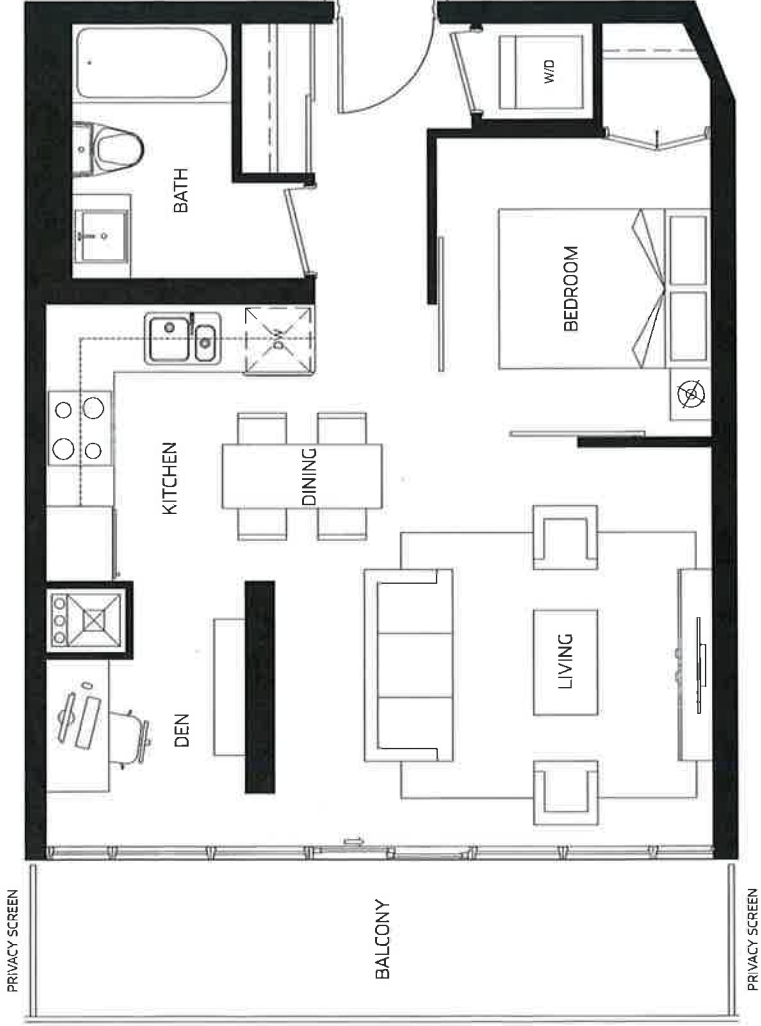 W/D
BATH
BEDROOM
DW
KITCHEN
DINING
LIVING
DEN
BALCONY
PRIVACY SCREEN
PRIVACY SCREEN